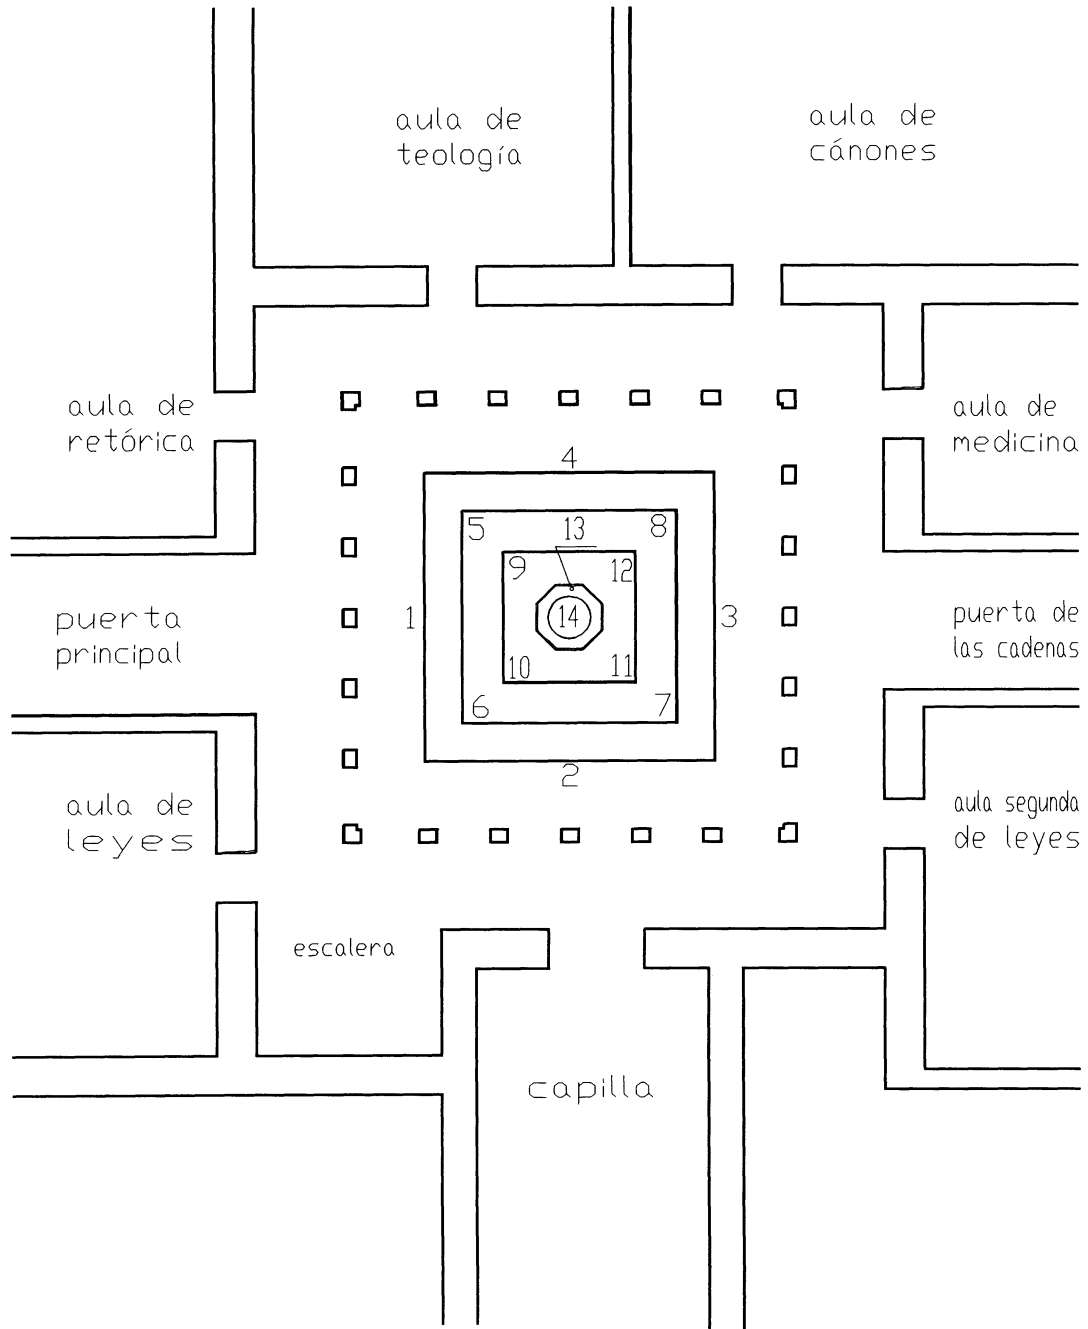 aula de
teología
aula de
cánones
aula de
retórica
aula de
medicina
4
5
13
8
9
12
puerta
principal
1
14
3
puerta de
las cadenas
10
11
6
7
2
aula de
leyes
aula segunda
de leyes
escalera
capilla